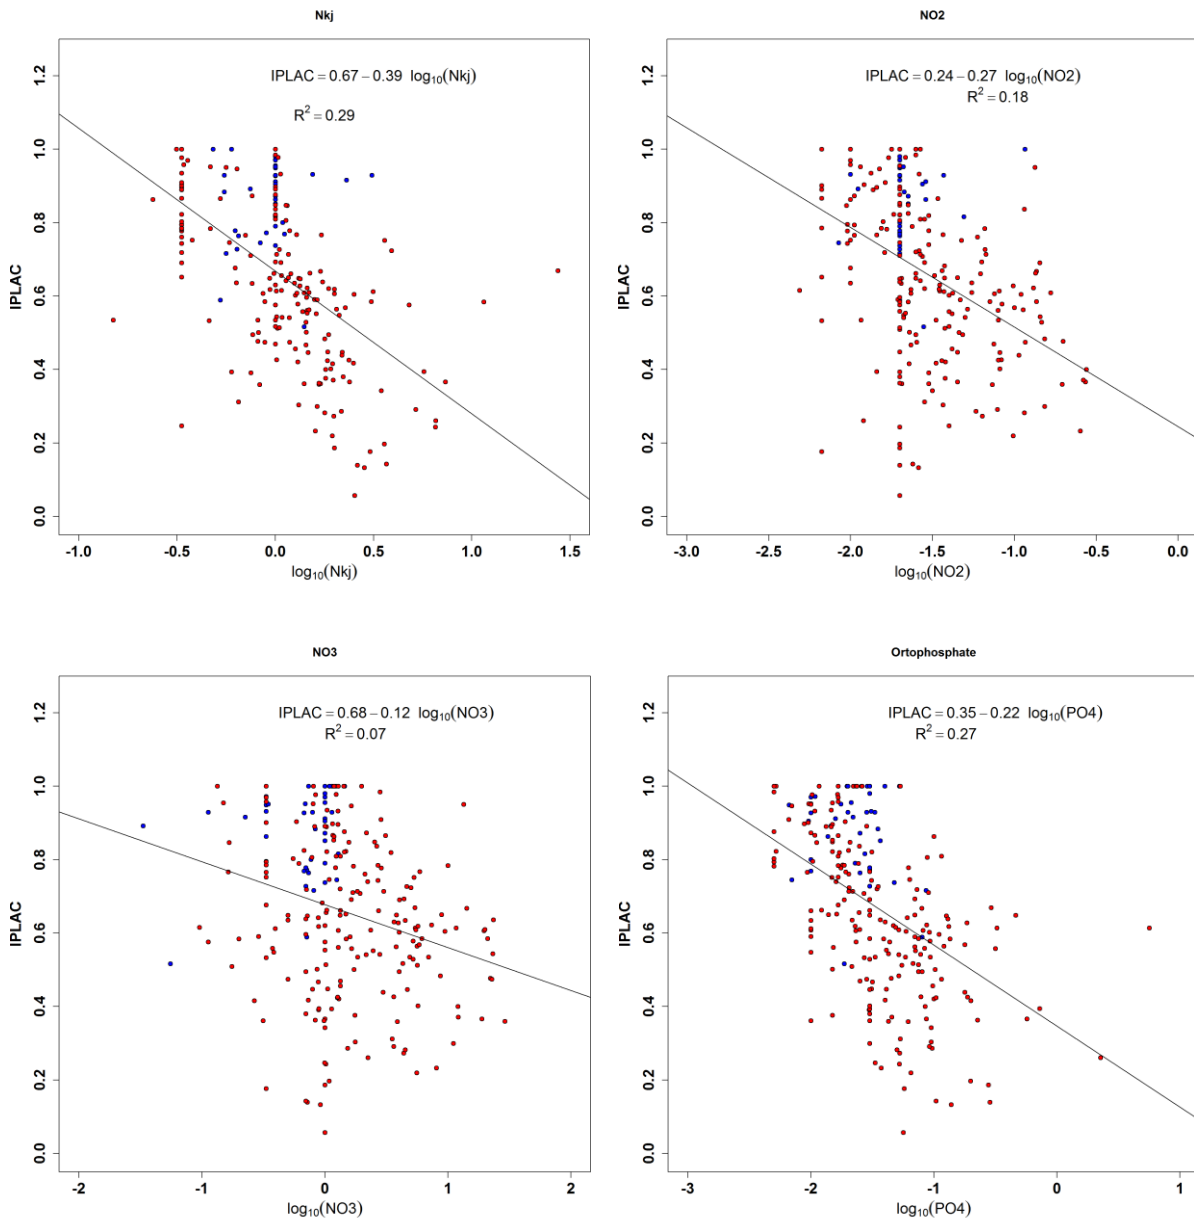 Nkj
IPLAC = 0.67 − 0.39 log₁₀(Nkj)
R² = 0.29
IPLAC
0.0 0.2 0.4 0.6 0.8 1.0 1.2
-1.0 -0.5 0.0 0.5 1.0 1.5
log₁₀(Nkj)
NO2
IPLAC = 0.24 − 0.27 log₁₀(NO2)
R² = 0.18
IPLAC
0.0 0.2 0.4 0.6 0.8 1.0 1.2
-3.0 -2.5 -2.0 -1.5 -1.0 -0.5 0.0
log₁₀(NO2)
NO3
IPLAC = 0.68 − 0.12 log₁₀(NO3)
R² = 0.07
IPLAC
0.0 0.2 0.4 0.6 0.8 1.0 1.2
-2 -1 0 1 2
log₁₀(NO3)
Ortophosphate
IPLAC = 0.35 − 0.22 log₁₀(PO4)
R² = 0.27
IPLAC
0.0 0.2 0.4 0.6 0.8 1.0 1.2
-3 -2 -1 0 1
log₁₀(PO4)